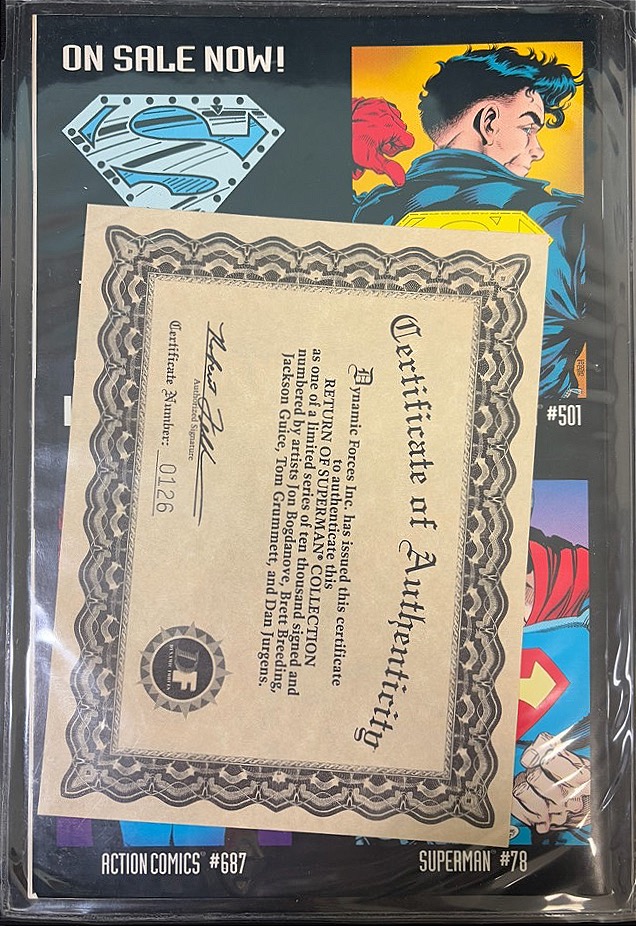 ON SALE NOW!
#501
Certificate of Authenticity
Dynamic Forces Inc. has issued this certificate
to authenticate this
RETURN OF SUPERMAN® COLLECTION
as one of a limited series of ten thousand signed and
numbered by artists Jon Bogdanove, Brett Breeding,
Jackson Guice, Tom Grummett, and Dan Jurgens.
Authorized Signature
Certificate Number: 0126
DF
DYNAMIC FORCES
ACTION COMICS® #687
SUPERMAN® #78